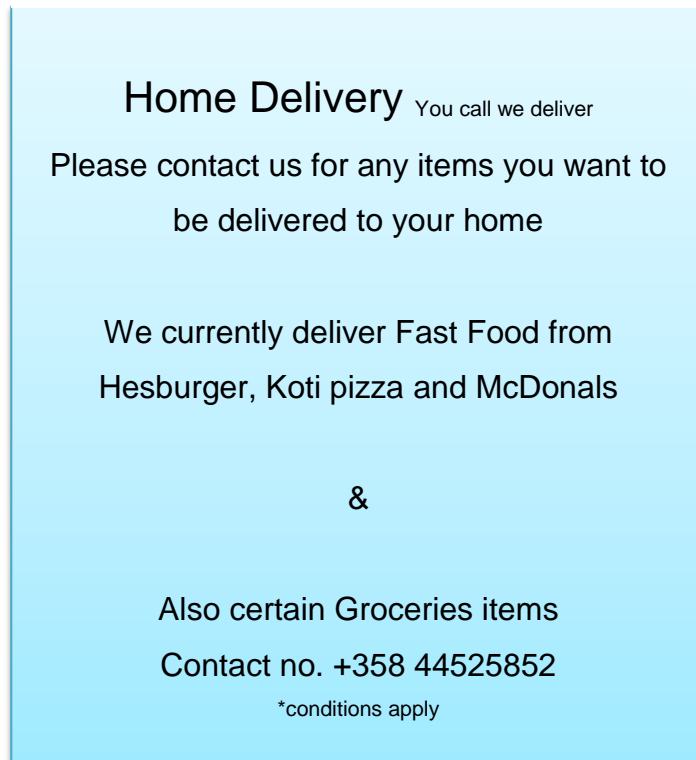 Home Delivery You call we deliver
Please contact us for any items you want to
be delivered to your home
We currently deliver Fast Food from
Hesburger, Koti pizza and McDonals
&
Also certain Groceries items
Contact no. +358 44525852
*conditions apply